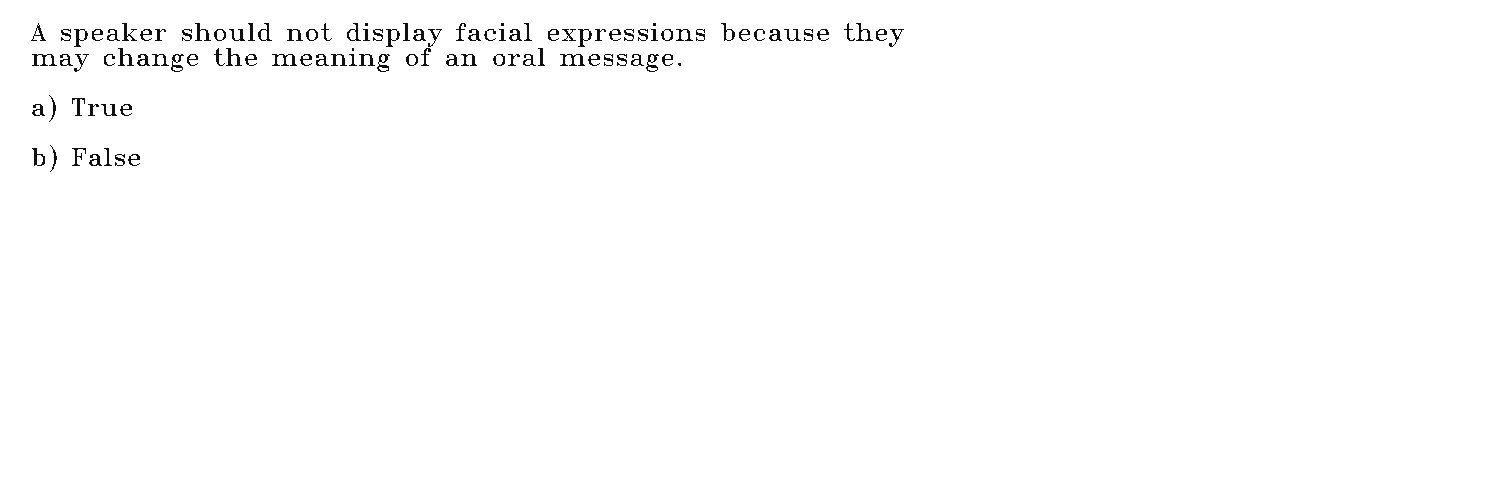 A speaker should not display facial expressions because they
may change the meaning of an oral message.
a) True
b) False